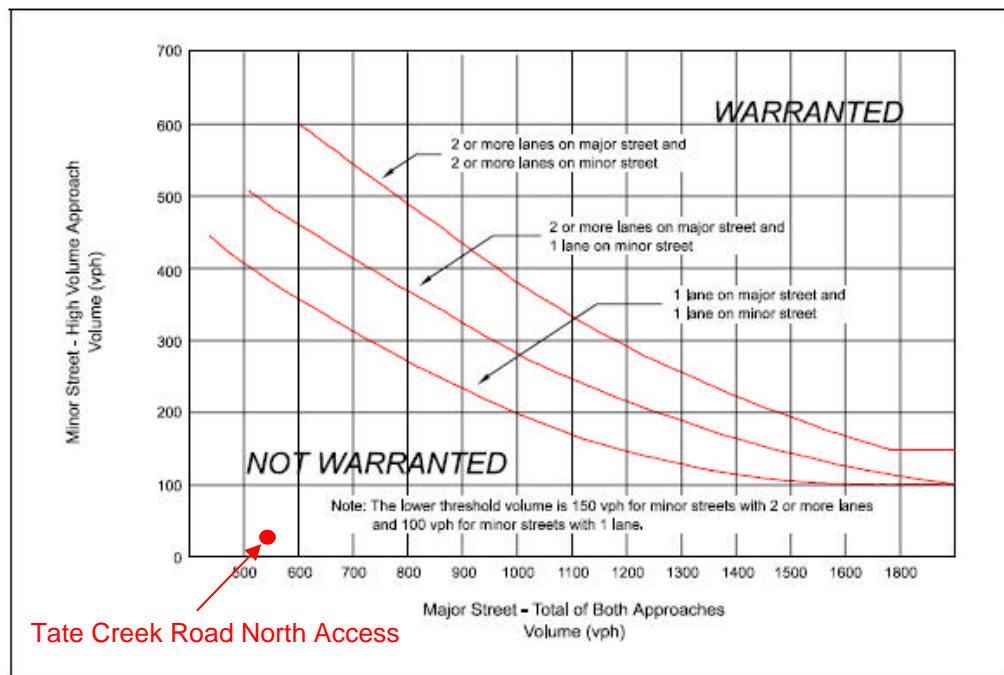 700
600
500
400
300
200
100
0
Minor Street - High Volume Approach
Volume (vph)
WARRANTED
2 or more lanes on major street and
2 or more lanes on minor street
2 or more lanes on major street and
1 lane on minor street
1 lane on major street and
1 lane on minor street
NOT WARRANTED
Note: The lower threshold volume is 150 vph for minor streets with 2 or more lanes
and 100 vph for minor streets with 1 lane.
500 600 700 800 900 1000 1100 1200 1300 1400 1500 1600 1800
Major Street - Total of Both Approaches
Volume (vph)
Tate Creek Road North Access